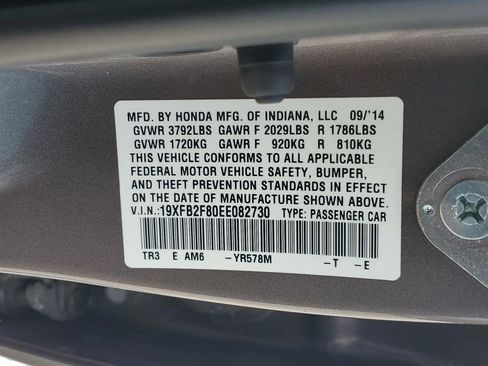 MFD. BY HONDA MFG. OF INDIANA, LLC 09/'14
GVWR 3792LBS GAWR F 2029LBS R 1786LBS
GVWR 1720KG GAWR F 920KG R 810KG
THIS VEHICLE CONFORMS TO ALL APPLICABLE
FEDERAL MOTOR VEHICLE SAFETY, BUMPER,
AND THEFT PREVENTION STANDARDS IN EFFECT
ON THE DATE OF MANUFACTURE SHOWN ABOVE.
V.I.N.: 19XFB2F80EE082730 TYPE: PASSENGER CAR
TR3 E AM6 -YR578M -T -E